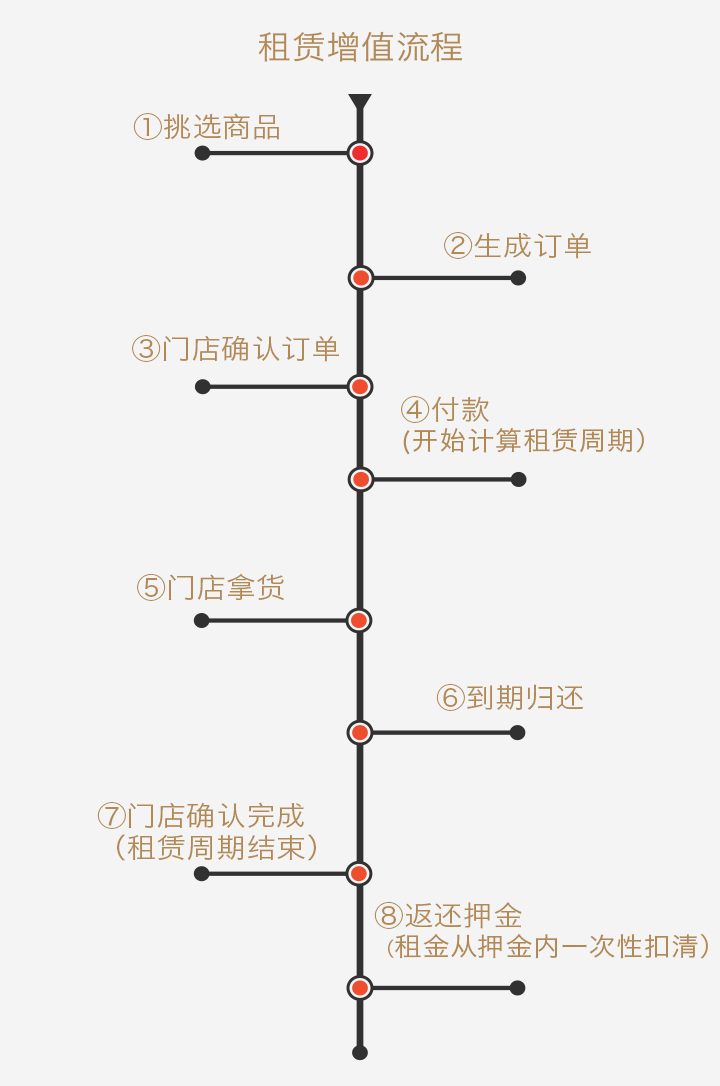 租赁增值流程
①挑选商品
②生成订单
③门店确认订单
④付款
(开始计算租赁周期）
⑤门店拿货
⑥到期归还
⑦门店确认完成
（租赁周期结束）
⑧返还押金
（租金从押金内一次性扣清）